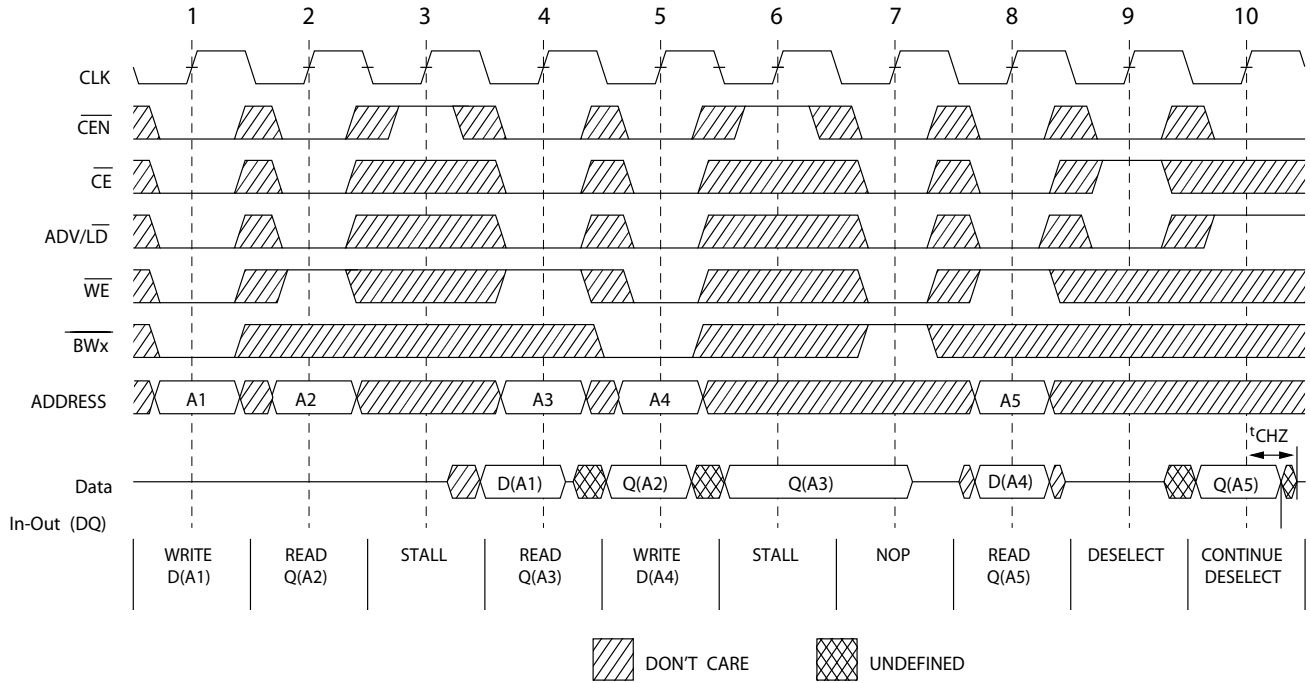 1 2 3 4 5 6 7 8 9 10
CLK
CEN
CE
ADV/LD
WE
BWx
ADDRESS A1 A2 A3 A4 A5
tCHZ
Data D(A1) Q(A2) Q(A3) D(A4) Q(A5)
In-Out (DQ)
WRITE READ STALL READ WRITE STALL NOP READ DESELECT CONTINUE
D(A1) Q(A2) Q(A3) D(A4) Q(A5) DESELECT
DON'T CARE UNDEFINED